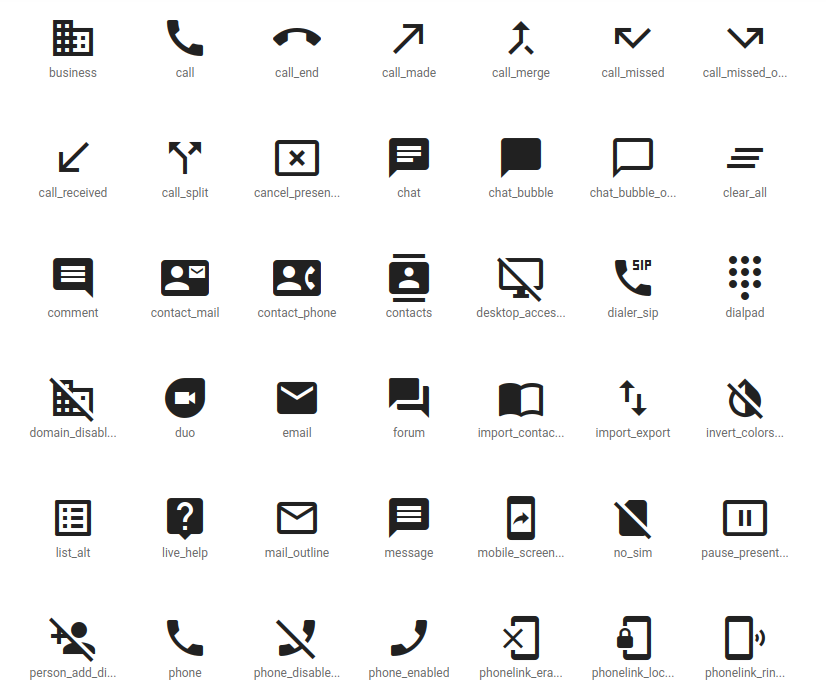 business call call_end call_made call_merge call_missed call_missed_o...
call_received call_split cancel_presen... chat chat_bubble chat_bubble_o... clear_all
SIP
comment contact_mail contact_phone contacts desktop_acces... dialer_sip dialpad
domain_disabl... duo email forum import_contac... import_export invert_colors...
?
list_alt live_help mail_outline message mobile_screen... no_sim pause_present...
person_add_di... phone phone_disable... phone_enabled phonelink_era... phonelink_loc... phonelink_rin...